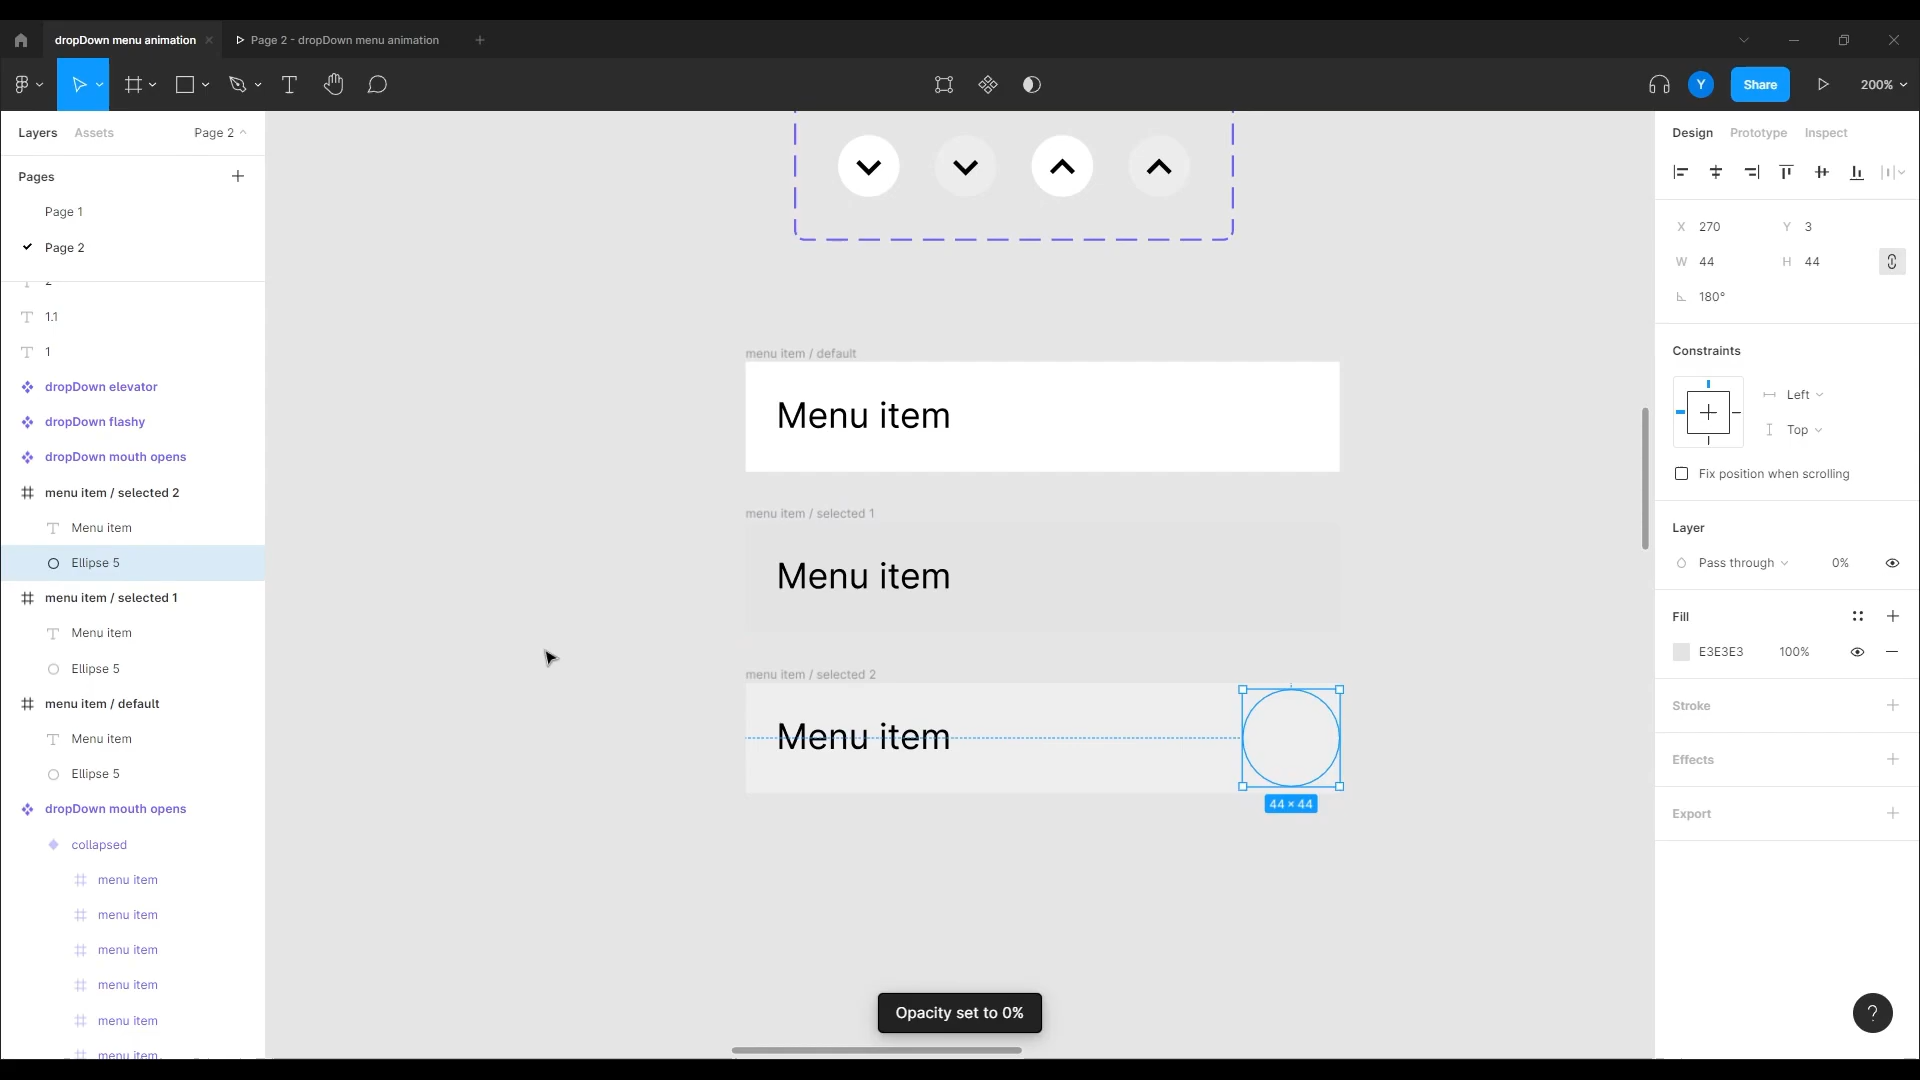 dropDown menu animation
Page 2 - dropDown menu animation
Y
Share
200%
Layers
Assets
Page 2
Pages
Page 1
Page 2
2
1.1
1
dropDown elevator
dropDown flashy
dropDown mouth opens
menu item / selected 2
Menu item
Ellipse 5
menu item / selected 1
Menu item
Ellipse 5
menu item / default
Menu item
Ellipse 5
dropDown mouth opens
collapsed
menu item
menu item
menu item
menu item
menu item
menu item
menu item / default
Menu item
menu item / selected 1
Menu item
menu item / selected 2
Menu item
44 × 44
Opacity set to 0%
Design
Prototype
Inspect
X 270
Y 3
W 44
H 44
180°
Constraints
Left
Top
Fix position when scrolling
Layer
Pass through
0%
Fill
E3E3E3
100%
Stroke
Effects
Export
?